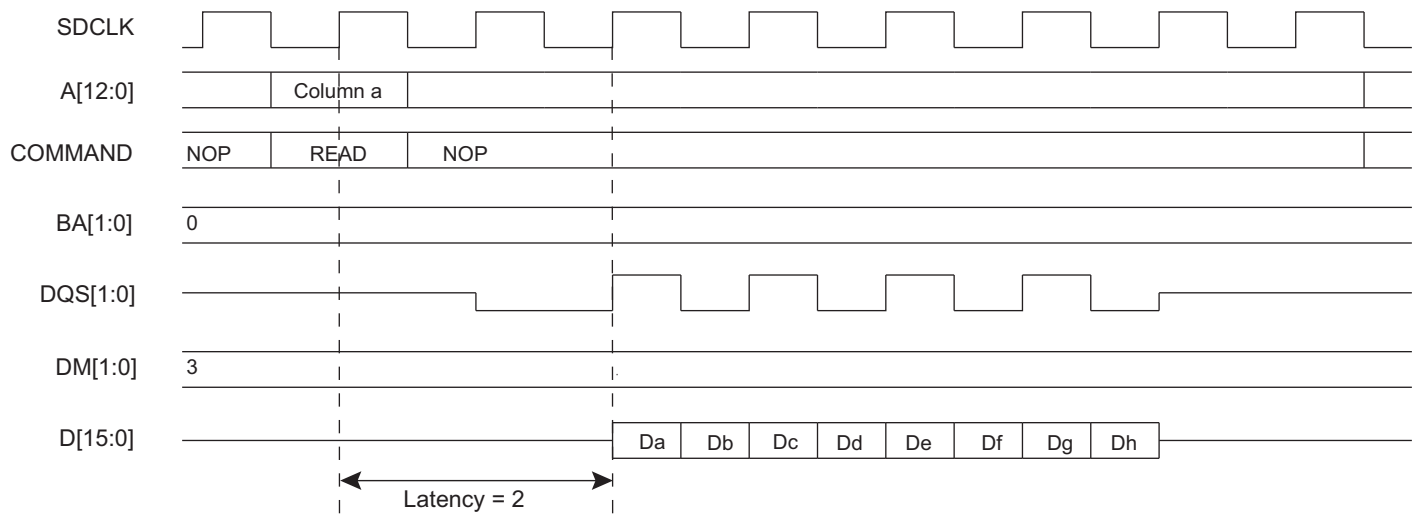 SDCLK
A[12:0] Column a
COMMAND NOP READ NOP
BA[1:0] 0
DQS[1:0]
DM[1:0] 3
D[15:0] Da Db Dc Dd De Df Dg Dh
Latency = 2